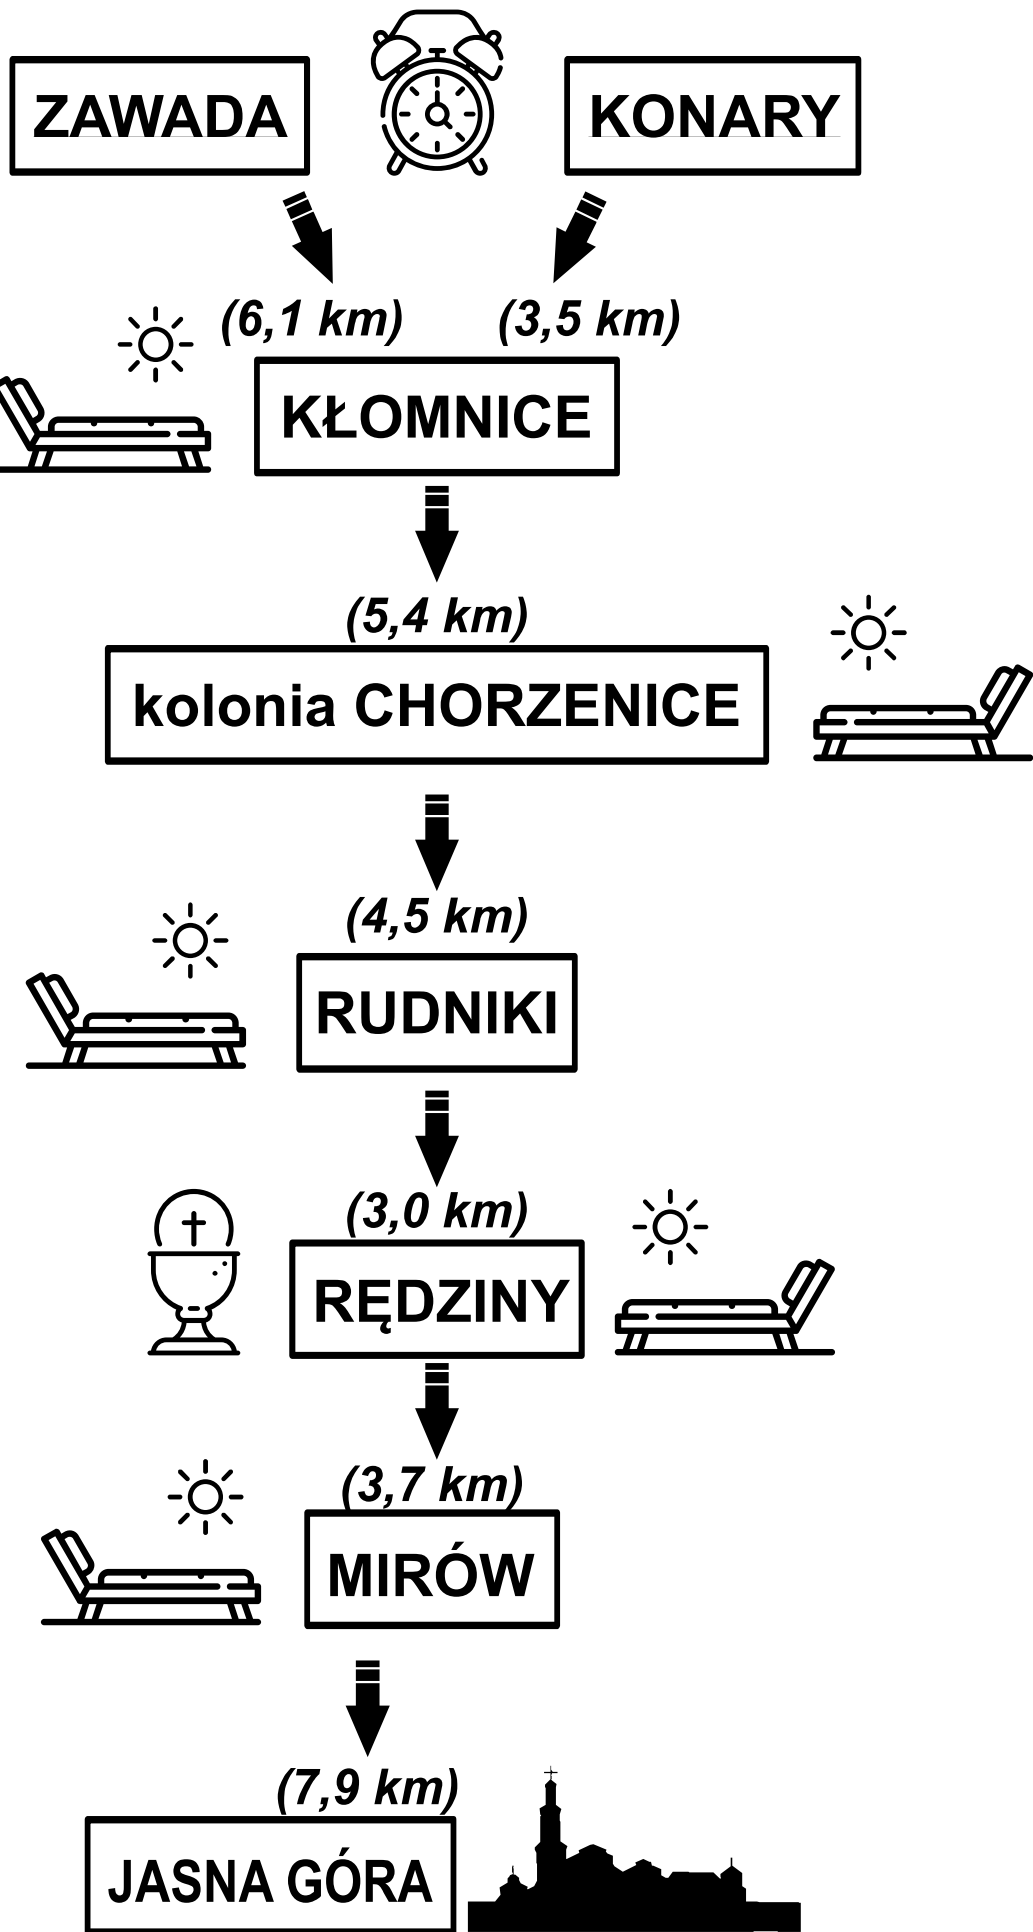 ZAWADA
KONARY
(6,1 km)
(3,5 km)
KŁOMNICE
(5,4 km)
kolonia CHORZENICE
(4,5 km)
RUDNIKI
(3,0 km)
RĘDZINY
(3,7 km)
MIRÓW
(7,9 km)
JASNA GÓRA